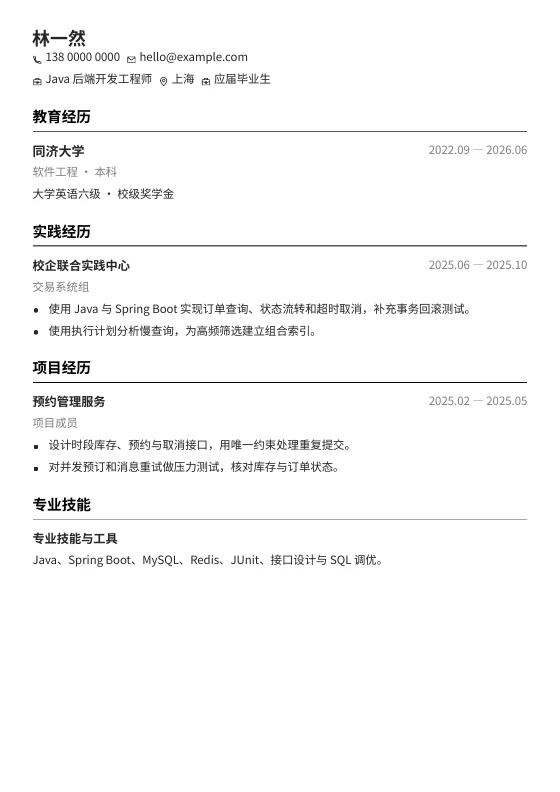 林一然
138 0000 0000 hello@example.com
Java 后端开发工程师 上海 应届毕业生
教育经历
同济大学 2022.09 — 2026.06
软件工程 · 本科
大学英语六级 · 校级奖学金
实践经历
校企联合实践中心 2025.06 — 2025.10
交易系统组
• 使用 Java 与 Spring Boot 实现订单查询、状态流转和超时取消，补充事务回滚测试。
• 使用执行计划分析慢查询，为高频筛选建立组合索引。
项目经历
预约管理服务 2025.02 — 2025.05
项目成员
▪ 设计时段库存、预约与取消接口，用唯一约束处理重复提交。
▪ 对并发预订和消息重试做压力测试，核对库存与订单状态。
专业技能
专业技能与工具
Java、Spring Boot、MySQL、Redis、JUnit、接口设计与 SQL 调优。